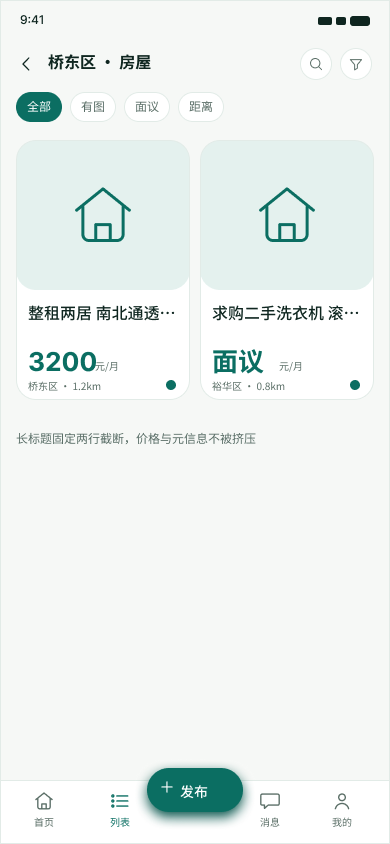 9:41
桥东区 · 房屋
全部 有图 面议 距离
整租两居 南北通透… 求购二手洗衣机 滚…
3200元/月 面议 元/月
桥东区 · 1.2km 裕华区 · 0.8km
长标题固定两行截断，价格与元信息不被挤压
发布
首页 列表 消息 我的